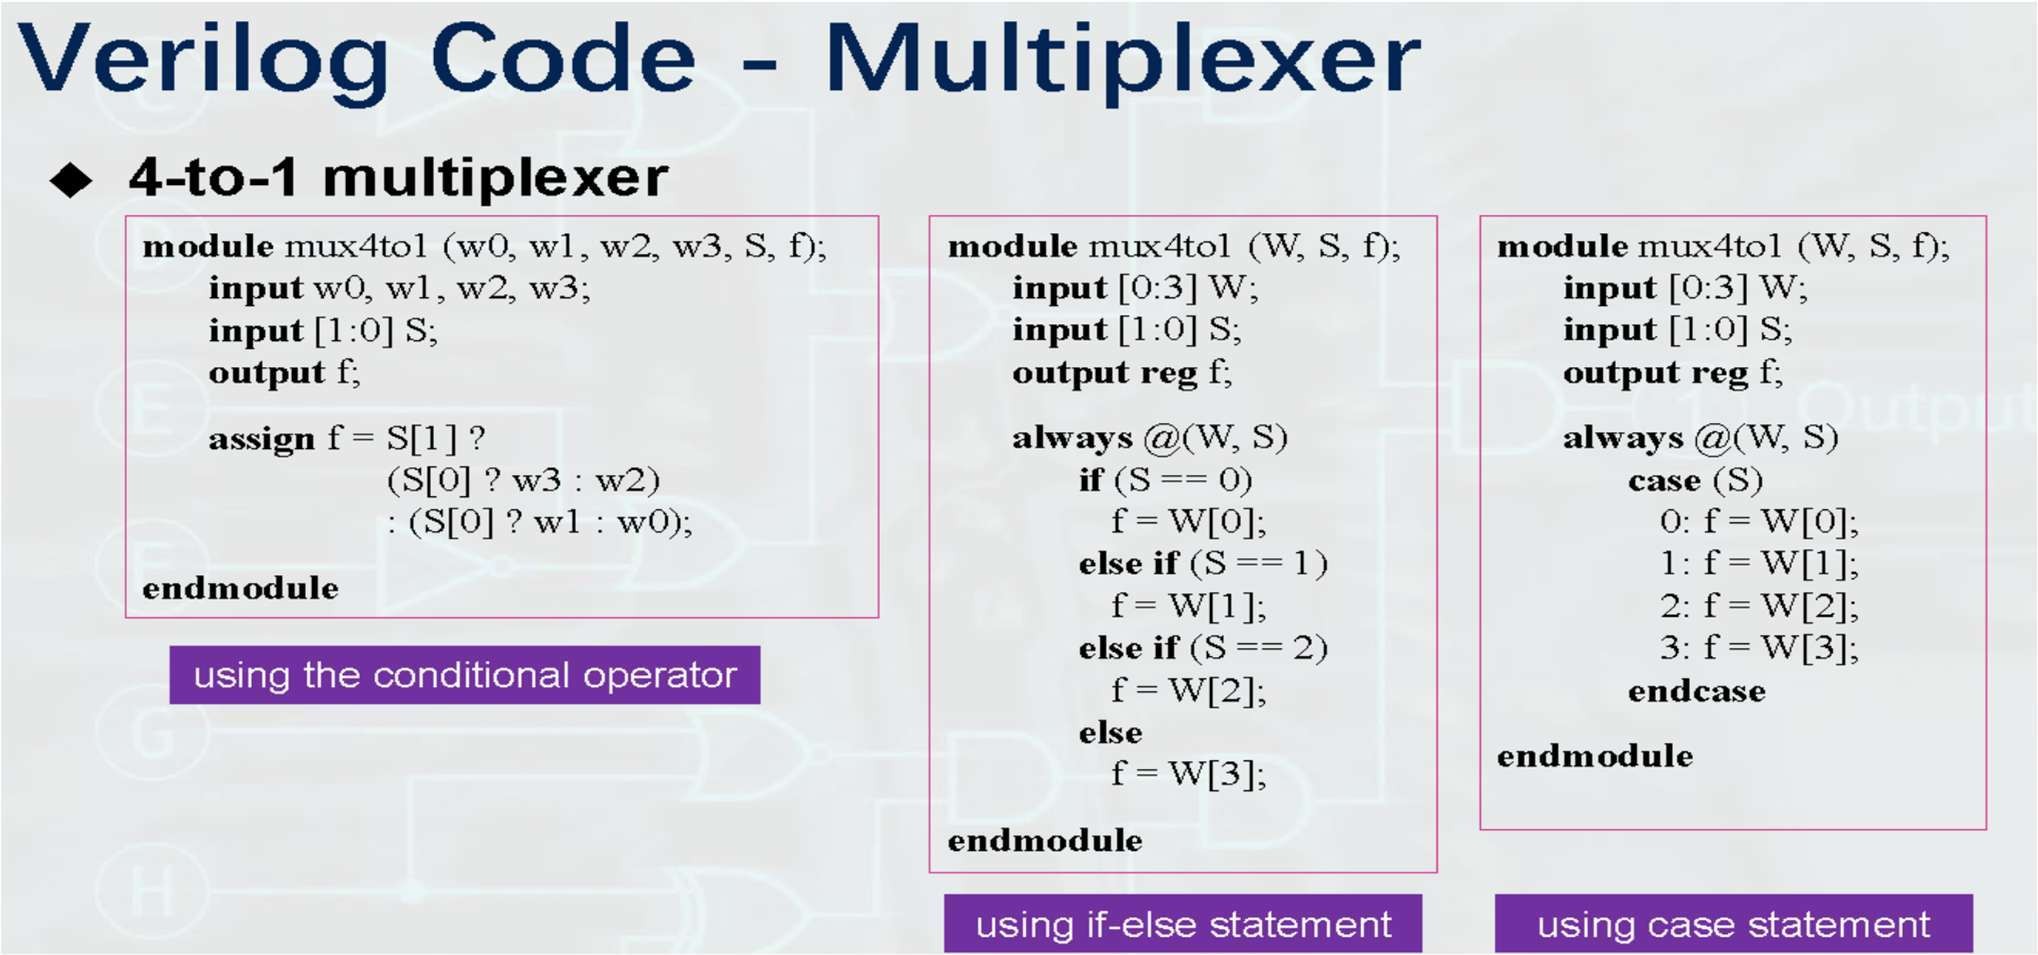 Verilog Code - Multiplexer
◆ 4-to-1 multiplexer
module mux4to1 (w0, w1, w2, w3, S, f);
input w0, w1, w2, w3;
input [1:0] S;
output f;
assign f = S[1] ?
(S[0] ? w3 : w2)
: (S[0] ? w1 : w0);
endmodule
using the conditional operator
module mux4to1 (W, S, f);
input [0:3] W;
input [1:0] S;
output reg f;
always @(W, S)
if (S == 0)
f = W[0];
else if (S == 1)
f = W[1];
else if (S == 2)
f = W[2];
else
f = W[3];
endmodule
using if-else statement
module mux4to1 (W, S, f);
input [0:3] W;
input [1:0] S;
output reg f;
always @(W, S)
case (S)
0: f = W[0];
1: f = W[1];
2: f = W[2];
3: f = W[3];
endcase
endmodule
using case statement
C
D
E
F
G
H
Output